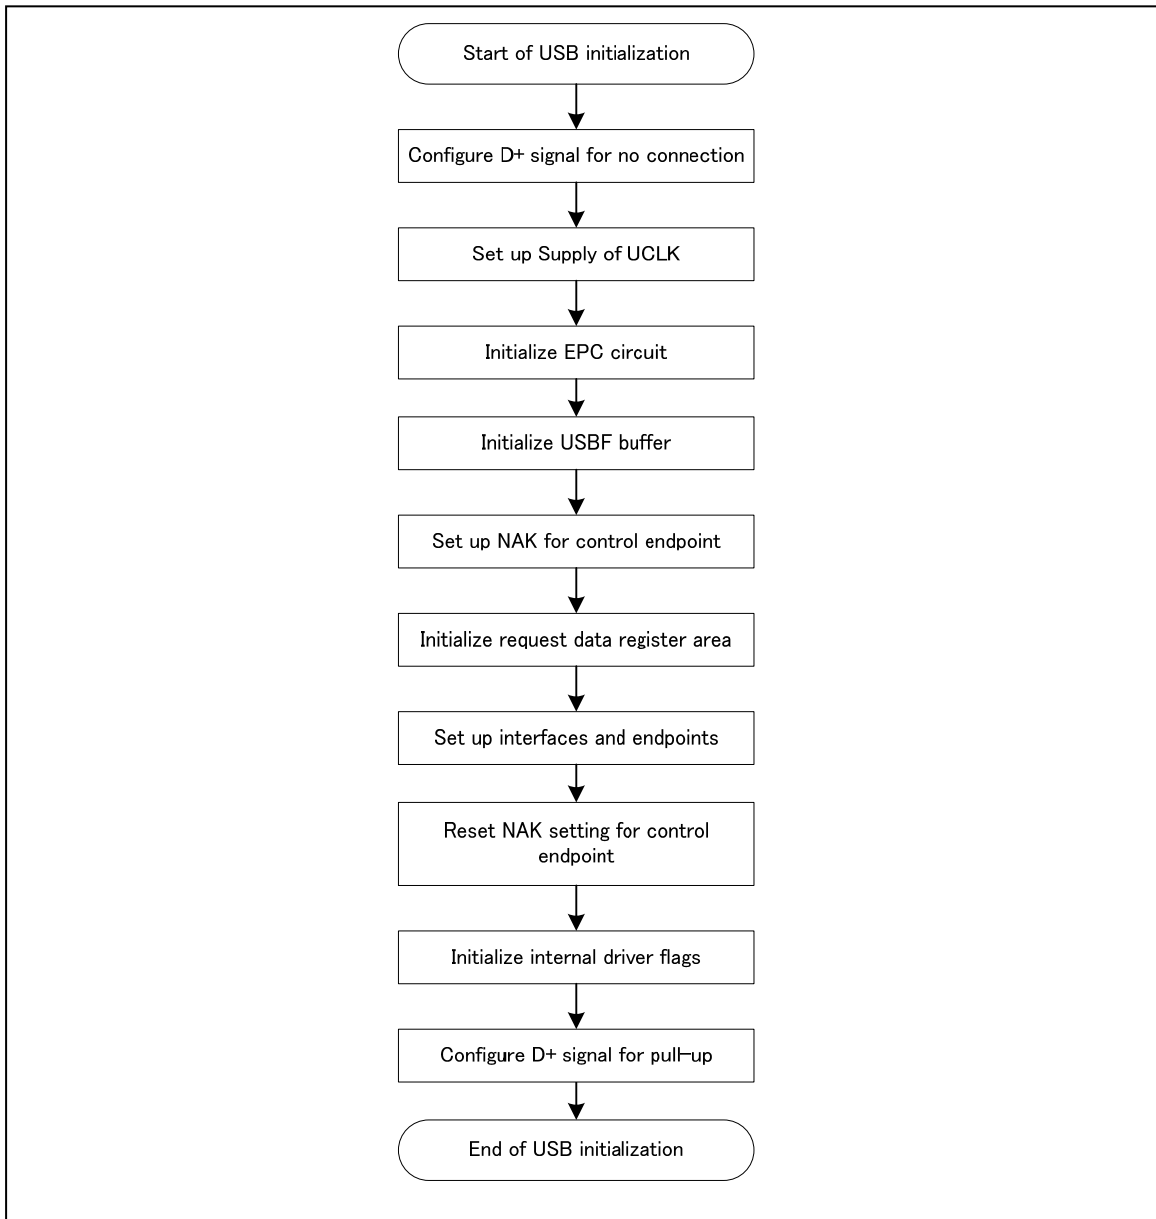 Start of USB initialization
Configure D+ signal for no connection
Set up Supply of UCLK
Initialize EPC circuit
Initialize USBF buffer
Set up NAK for control endpoint
Initialize request data register area
Set up interfaces and endpoints
Reset NAK setting for control
endpoint
Initialize internal driver flags
Configure D+ signal for pull-up
End of USB initialization